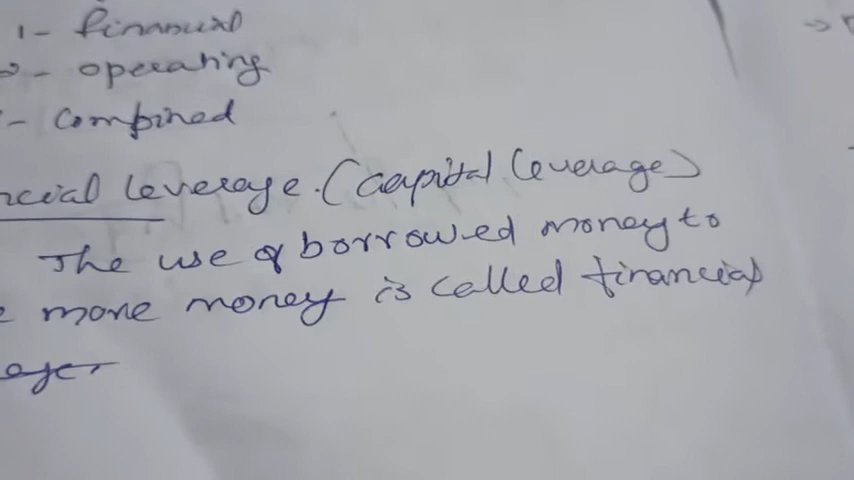 1- financial
2- operating
- combined
ncial leverage. (capital leverage)
The use of borrowed money to
e more money is called financial